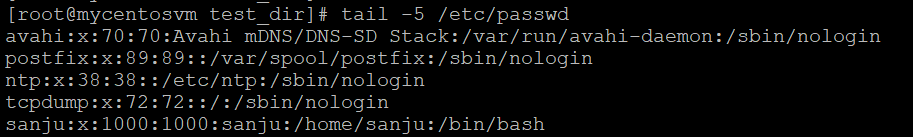 [root@mycentosvm test_dir]# tail -5 /etc/passwd
avahi:x:70:70:Avahi mDNS/DNS-SD Stack:/var/run/avahi-daemon:/sbin/nologin
postfix:x:89:89::/var/spool/postfix:/sbin/nologin
ntp:x:38:38::/etc/ntp:/sbin/nologin
tcpdump:x:72:72::/:/sbin/nologin
sanju:x:1000:1000:sanju:/home/sanju:/bin/bash